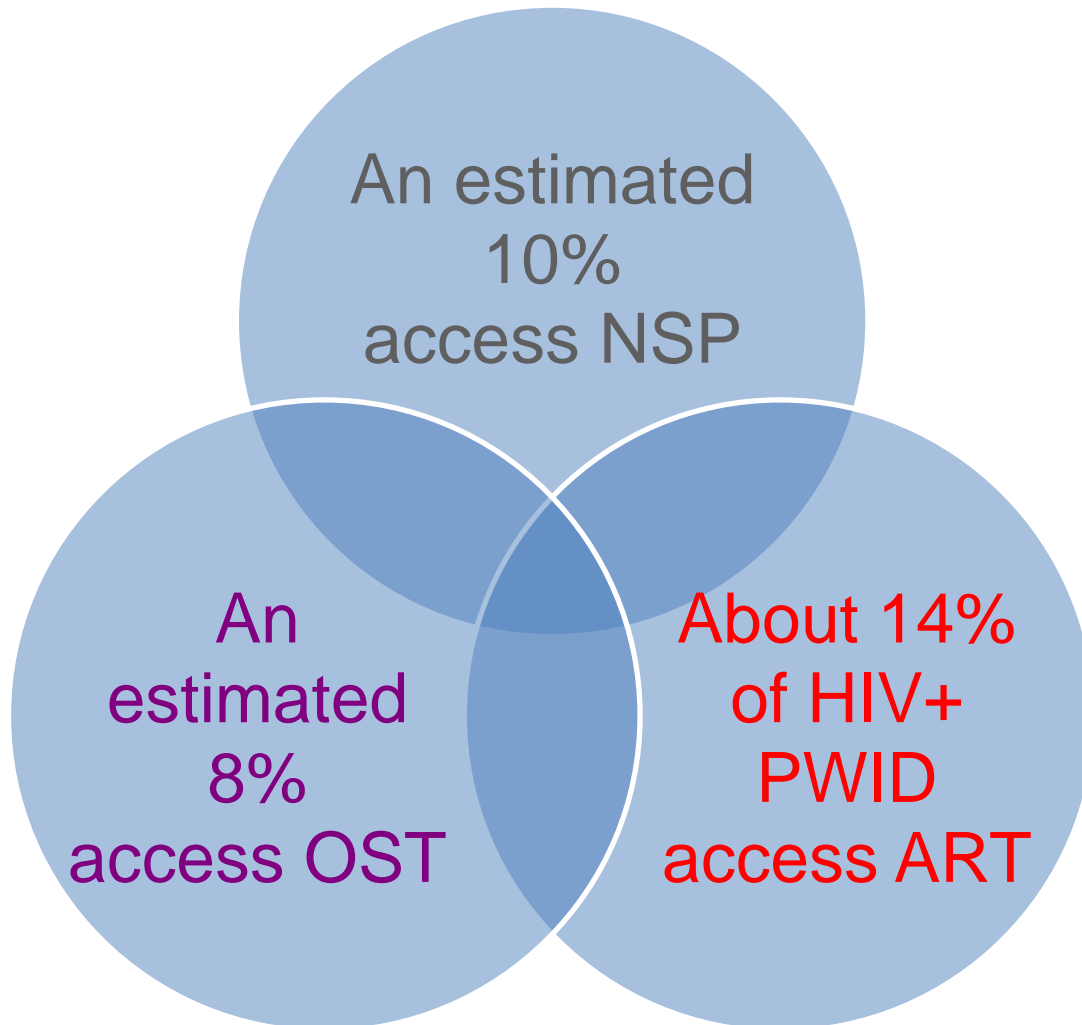 An estimated
10%
access NSP
An
estimated
8%
access OST
About 14%
of HIV+
PWID
access ART